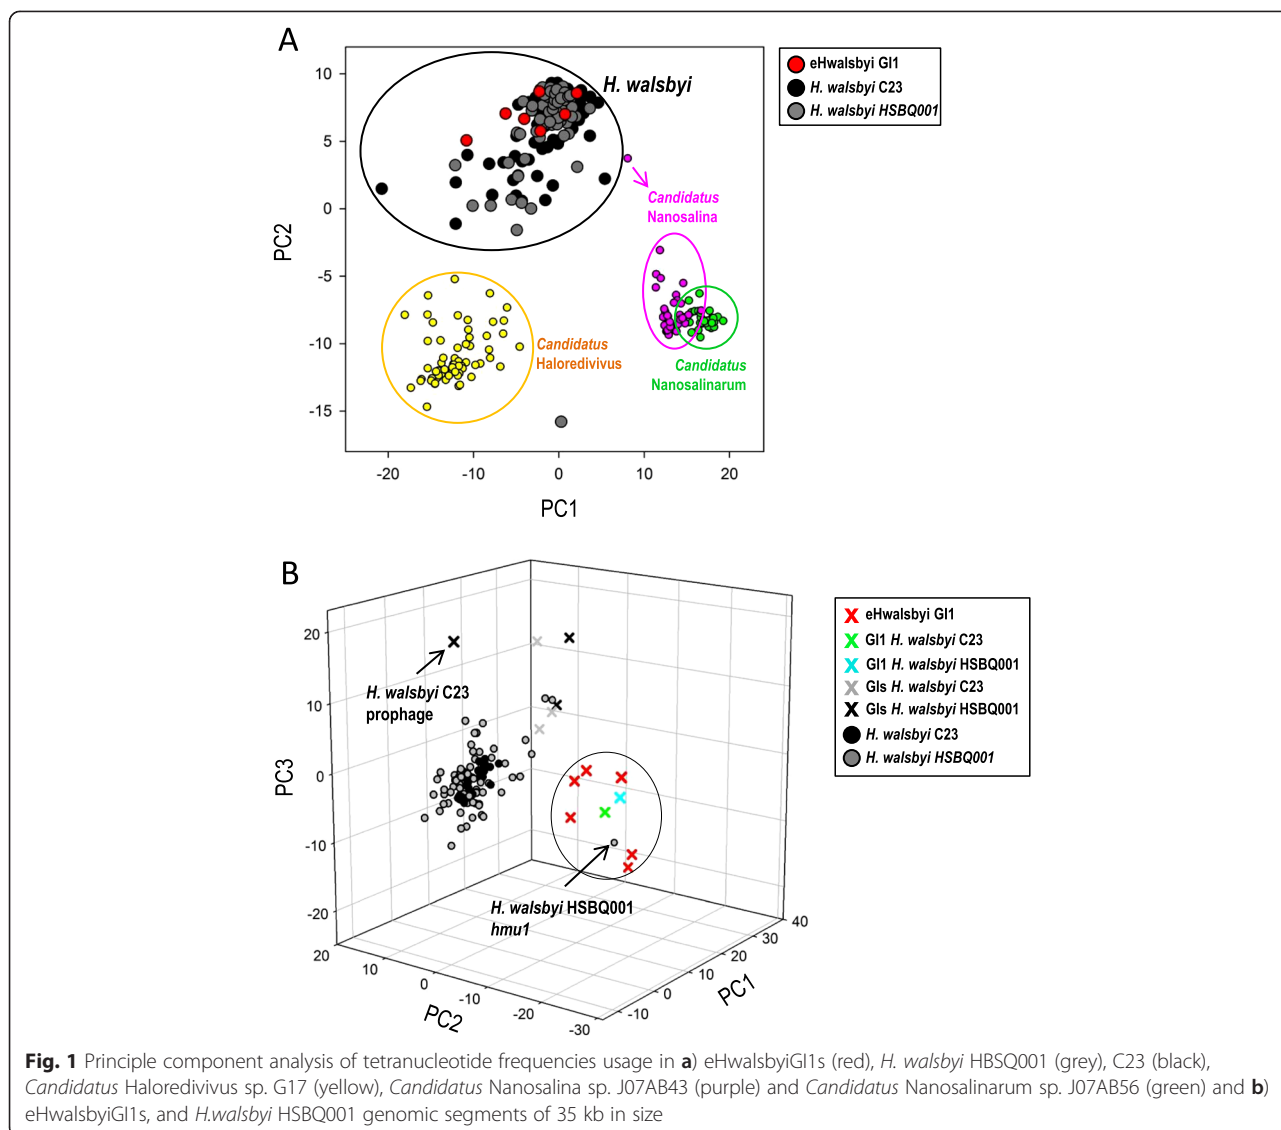 A
eHwalsbyi GI1
H. walsbyi C23
H. walsbyi HSBQ001
H. walsbyi
Candidatus
Nanosalina
Candidatus
Haloredivivus
Candidatus
Nanosalinarum
10
5
0
-5
-10
-15
PC2
-20
-10
0
10
20
PC1
B
eHwalsbyi GI1
GI1 H. walsbyi C23
GI1 H. walsbyi HSBQ001
GIs H. walsbyi C23
GIs H. walsbyi HSBQ001
H. walsbyi C23
H. walsbyi HSBQ001
H. walsbyi C23
prophage
H. walsbyi HSBQ001
hmu1
20
10
0
-10
-20
PC3
20
10
0
-10
-20
-30
PC2
-10
0
10
20
30
40
PC1
Fig. 1 Principle component analysis of tetranucleotide frequencies usage in a) eHwalsbyiGI1s (red), H. walsbyi HBSQ001 (grey), C23 (black),
Candidatus Haloredivivus sp. G17 (yellow), Candidatus Nanosalina sp. J07AB43 (purple) and Candidatus Nanosalinarum sp. J07AB56 (green) and b)
eHwalsbyiGI1s, and H.walsbyi HSBQ001 genomic segments of 35 kb in size